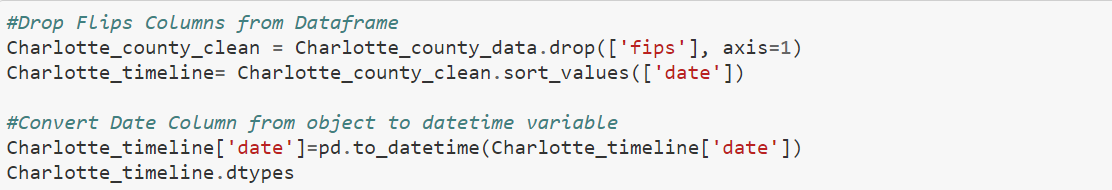 #Drop Flips Columns from Dataframe
Charlotte_county_clean = Charlotte_county_data.drop(['fips'], axis=1)
Charlotte_timeline= Charlotte_county_clean.sort_values(['date'])
#Convert Date Column from object to datetime variable
Charlotte_timeline['date']=pd.to_datetime(Charlotte_timeline['date'])
Charlotte_timeline.dtypes